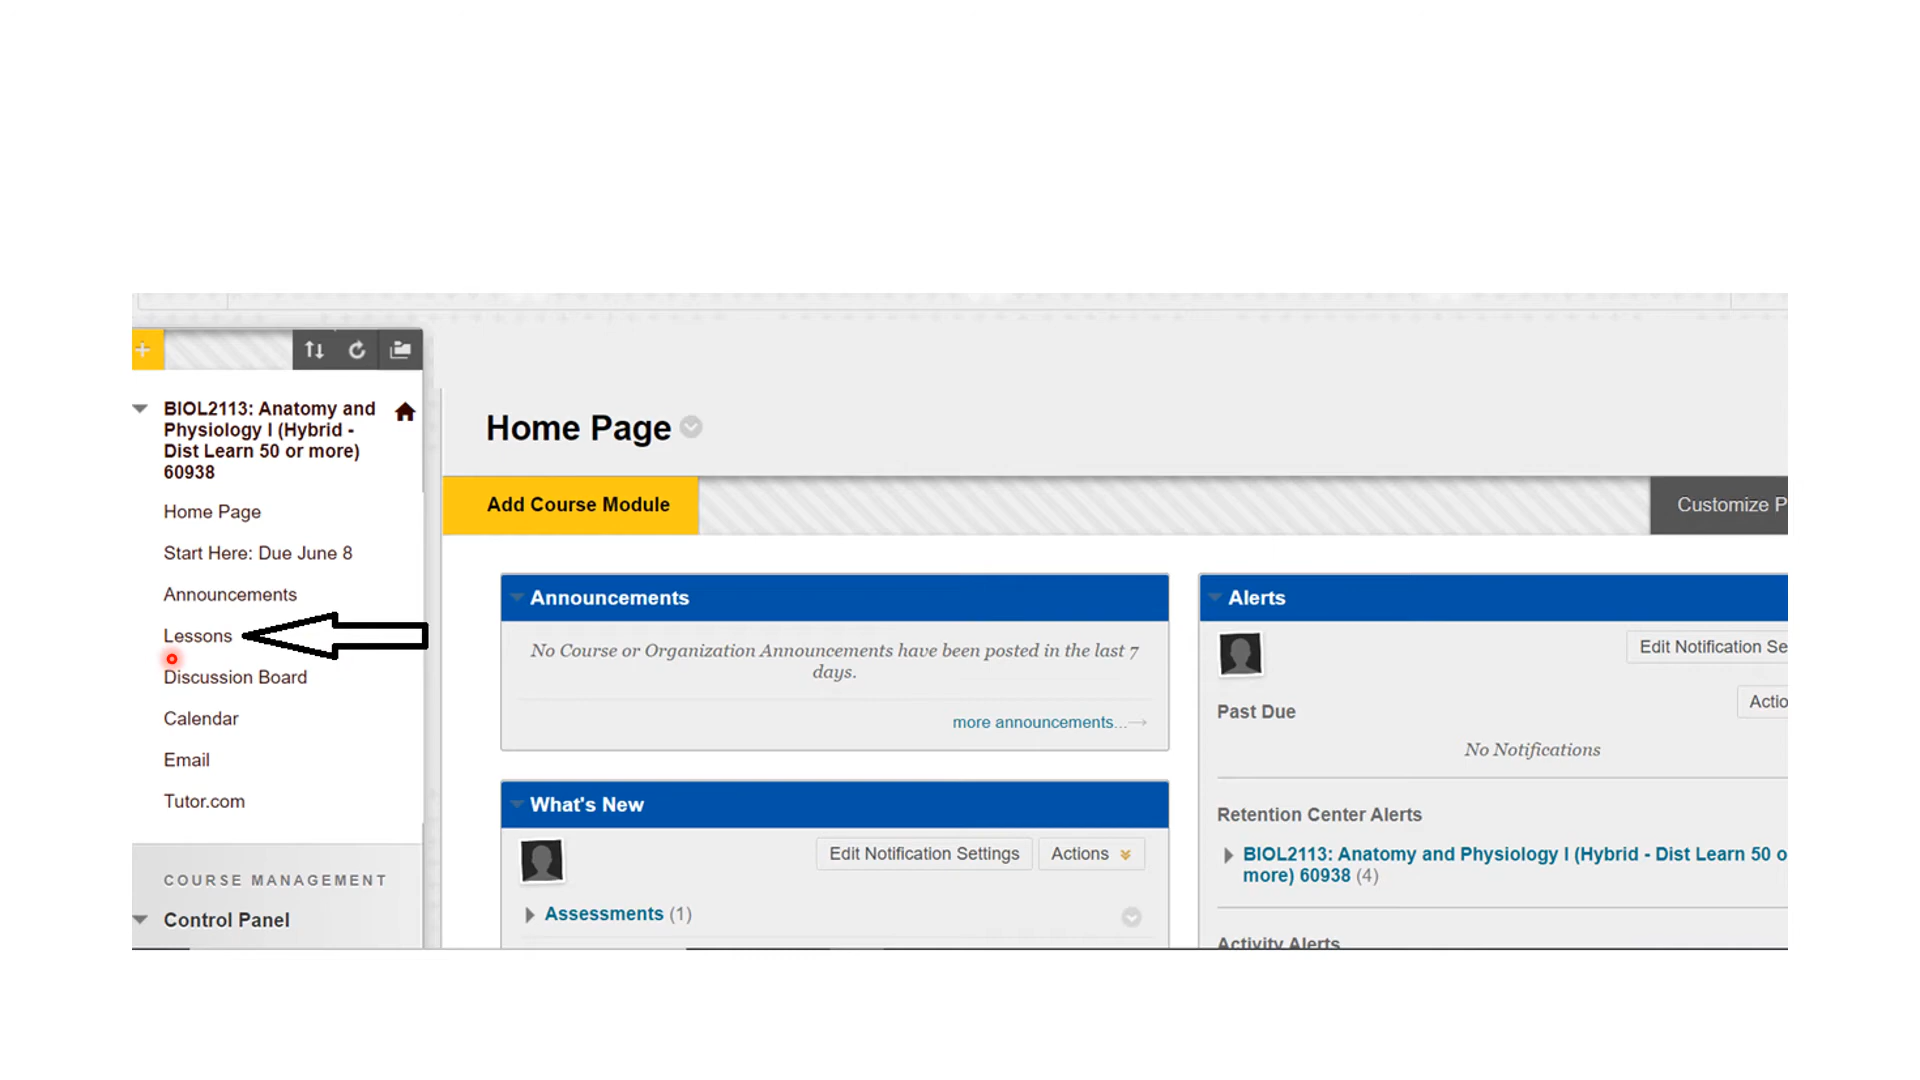 BIOL2113: Anatomy and
Physiology I (Hybrid -
Dist Learn 50 or more)
60938
Home Page
Start Here: Due June 8
Announcements
Lessons
Discussion Board
Calendar
Email
Tutor.com
COURSE MANAGEMENT
Control Panel
Home Page
Add Course Module
Customize P
Announcements
No Course or Organization Announcements have been posted in the last 7
days.
more announcements...
What's New
Edit Notification Settings
Actions
Assessments (1)
Alerts
Edit Notification Se
Actio
Past Due
No Notifications
Retention Center Alerts
BIOL2113: Anatomy and Physiology I (Hybrid - Dist Learn 50 o
more) 60938 (4)
Activity Alerts